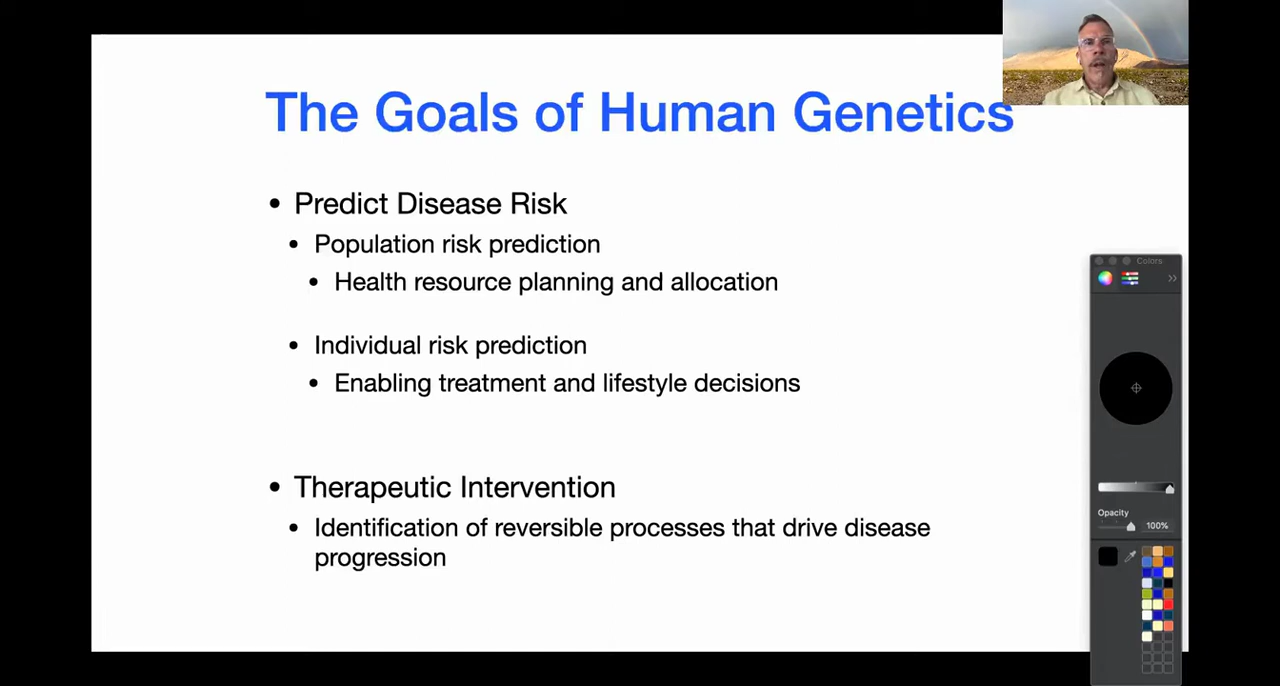 The Goals of Human Genetics
• Predict Disease Risk
• Population risk prediction
• Health resource planning and allocation
• Individual risk prediction
• Enabling treatment and lifestyle decisions
• Therapeutic Intervention
• Identification of reversible processes that drive disease
progression
Colors
Opacity
100%